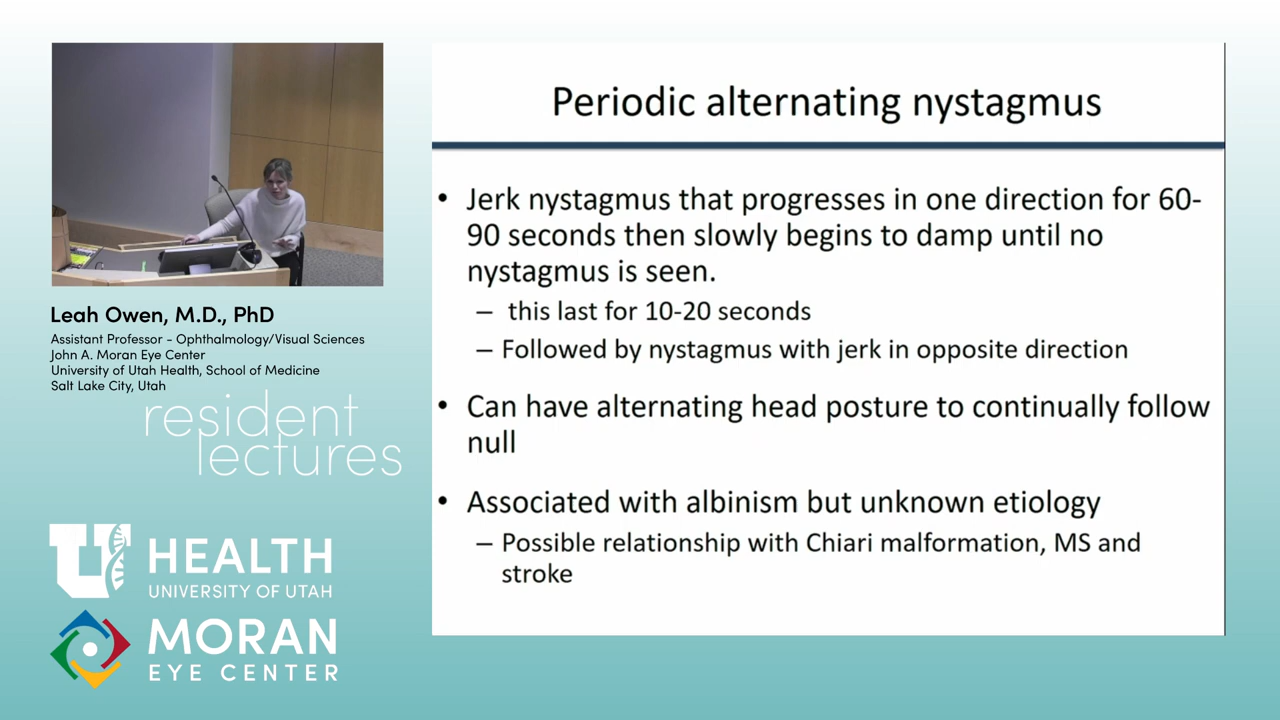 Periodic alternating nystagmus
• Jerk nystagmus that progresses in one direction for 60-
90 seconds then slowly begins to damp until no
nystagmus is seen.
– this last for 10-20 seconds
– Followed by nystagmus with jerk in opposite direction
• Can have alternating head posture to continually follow
null
• Associated with albinism but unknown etiology
– Possible relationship with Chiari malformation, MS and
stroke
Leah Owen, M.D., PhD
Assistant Professor - Ophthalmology/Visual Sciences
John A. Moran Eye Center
University of Utah Health, School of Medicine
Salt Lake City, Utah
resident
lectures
U HEALTH
UNIVERSITY OF UTAH
MORAN
EYE CENTER